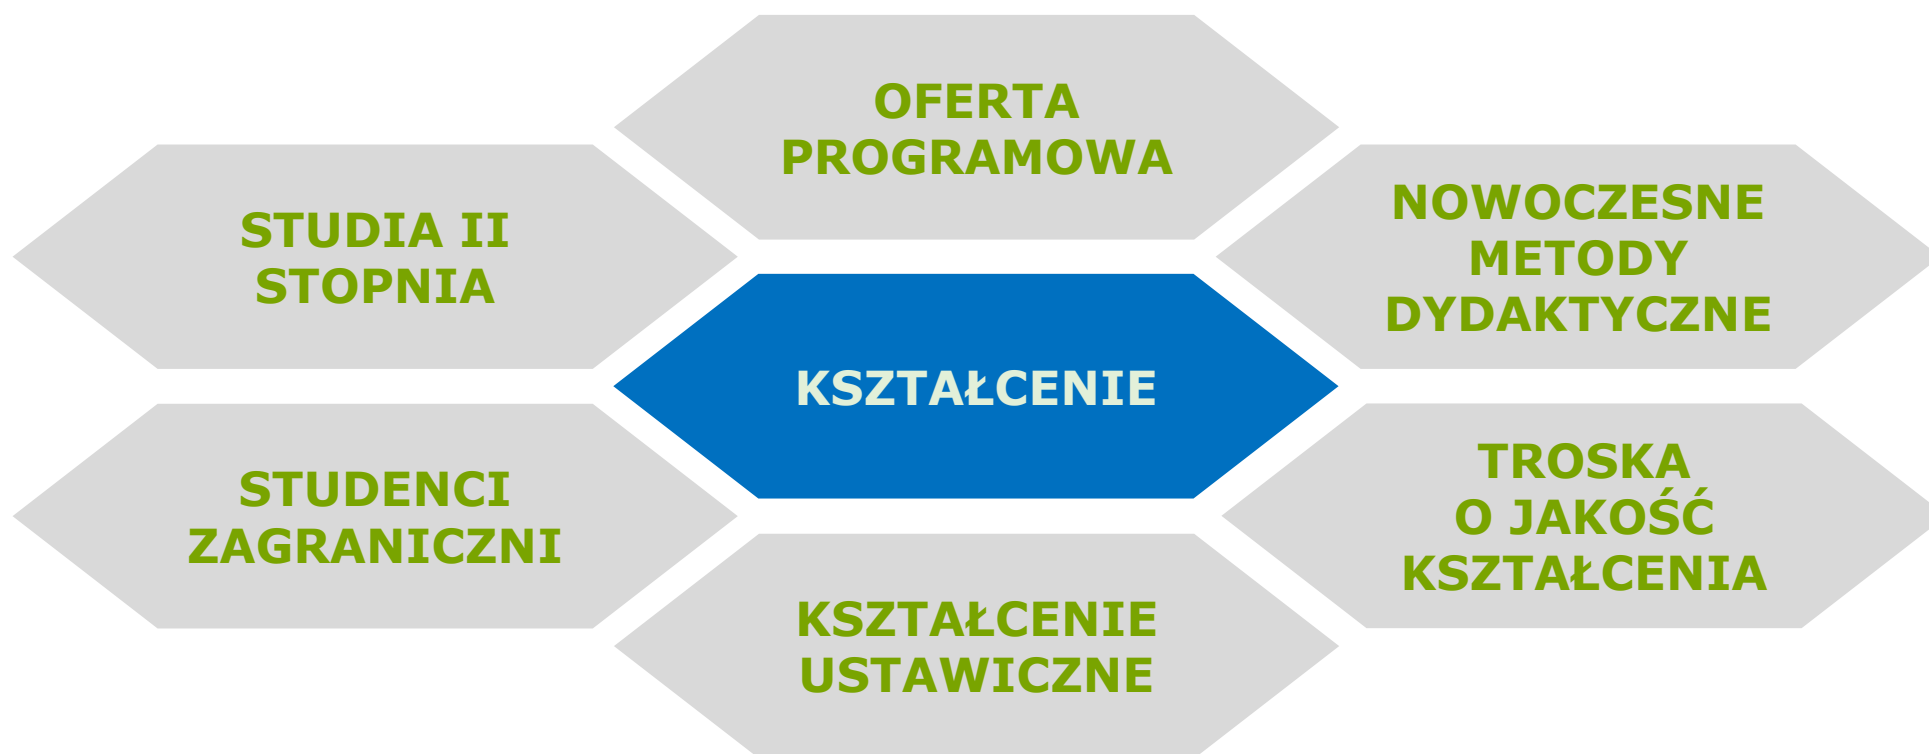 OFERTA
PROGRAMOWA
STUDIA II
STOPNIA
NOWOCZESNE
METODY
DYDAKTYCZNE
KSZTAŁCENIE
STUDENCI
ZAGRANICZNI
TROSKA
O JAKOŚĆ
KSZTAŁCENIA
KSZTAŁCENIE
USTAWICZNE